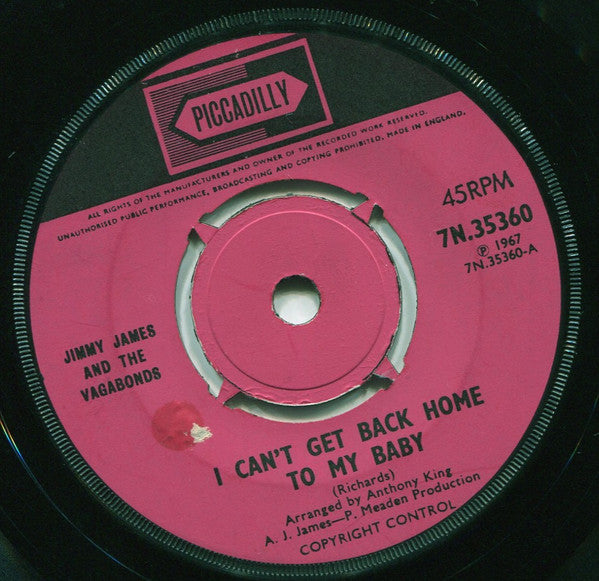 PICCADILLY
ALL RIGHTS OF THE MANUFACTURERS AND OWNER OF THE RECORDED WORK RESERVED.
UNAUTHORISED PUBLIC PERFORMANCE, BROADCASTING AND COPYING PROHIBITED. MADE IN ENGLAND.
45RPM
7N.35360
Ⓟ 1967
7N.35360-A
JIMMY JAMES
AND THE
VAGABONDS
I CAN'T GET BACK HOME
TO MY BABY
(Richards)
Arranged by Anthony King
A. J. James—P. Meaden Production
COPYRIGHT CONTROL